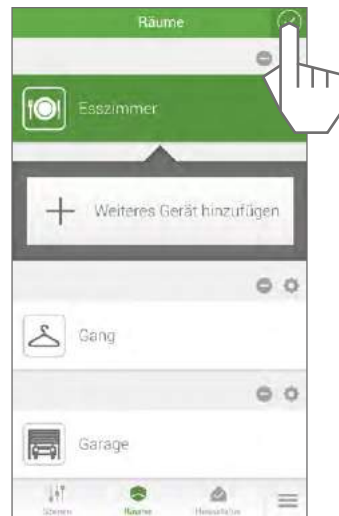 Räume
Esszimmer
Weiteres Gerät hinzufügen
Gang
Garage
Räume